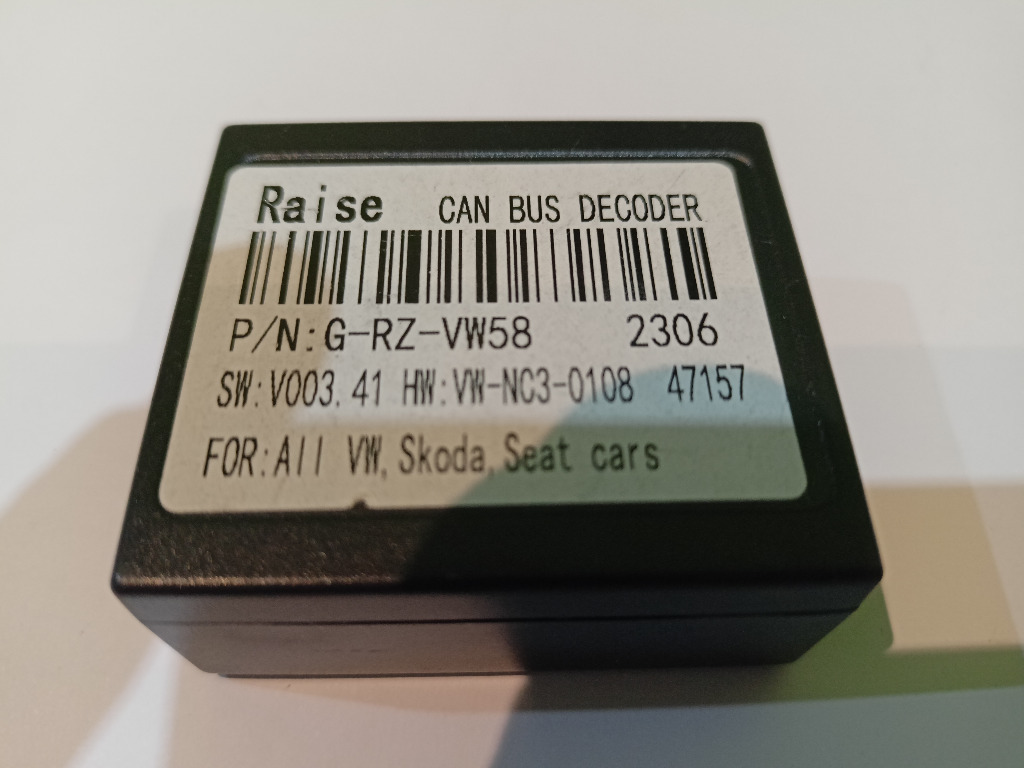 Raise CAN BUS DECODER
P/N:G-RZ-VW58 2306
SW:V003.41 HW:VW-NC3-0108 47157
FOR:All VW,Skoda,Seat cars